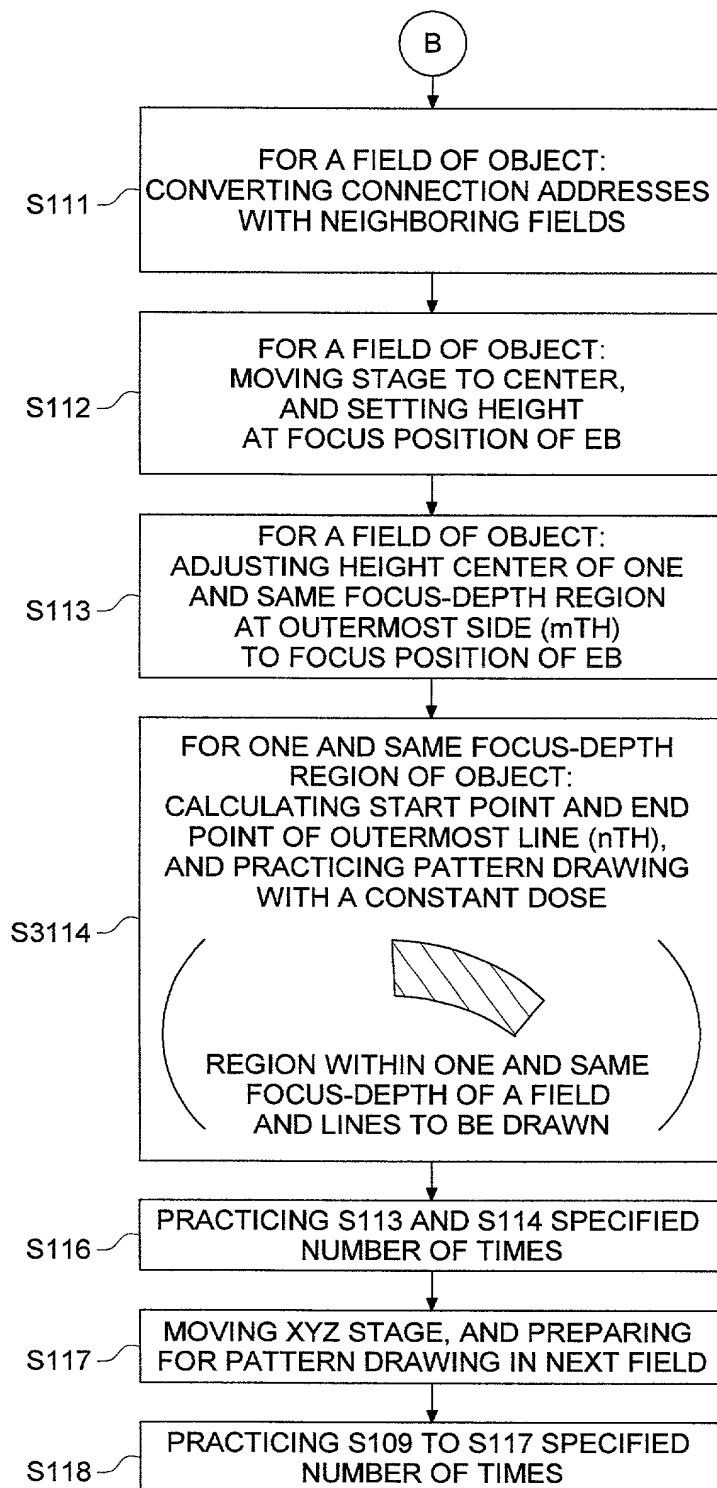 B
S111
FOR A FIELD OF OBJECT:
CONVERTING CONNECTION ADDRESSES
WITH NEIGHBORING FIELDS
S112
FOR A FIELD OF OBJECT:
MOVING STAGE TO CENTER,
AND SETTING HEIGHT
AT FOCUS POSITION OF EB
S113
FOR A FIELD OF OBJECT:
ADJUSTING HEIGHT CENTER OF ONE
AND SAME FOCUS-DEPTH REGION
AT OUTERMOST SIDE (mTH)
TO FOCUS POSITION OF EB
S3114
FOR ONE AND SAME FOCUS-DEPTH
REGION OF OBJECT:
CALCULATING START POINT AND END
POINT OF OUTERMOST LINE (nTH),
AND PRACTICING PATTERN DRAWING
WITH A CONSTANT DOSE
REGION WITHIN ONE AND SAME
FOCUS-DEPTH OF A FIELD
AND LINES TO BE DRAWN
S116
PRACTICING S113 AND S114 SPECIFIED
NUMBER OF TIMES
S117
MOVING XYZ STAGE, AND PREPARING
FOR PATTERN DRAWING IN NEXT FIELD
S118
PRACTICING S109 TO S117 SPECIFIED
NUMBER OF TIMES